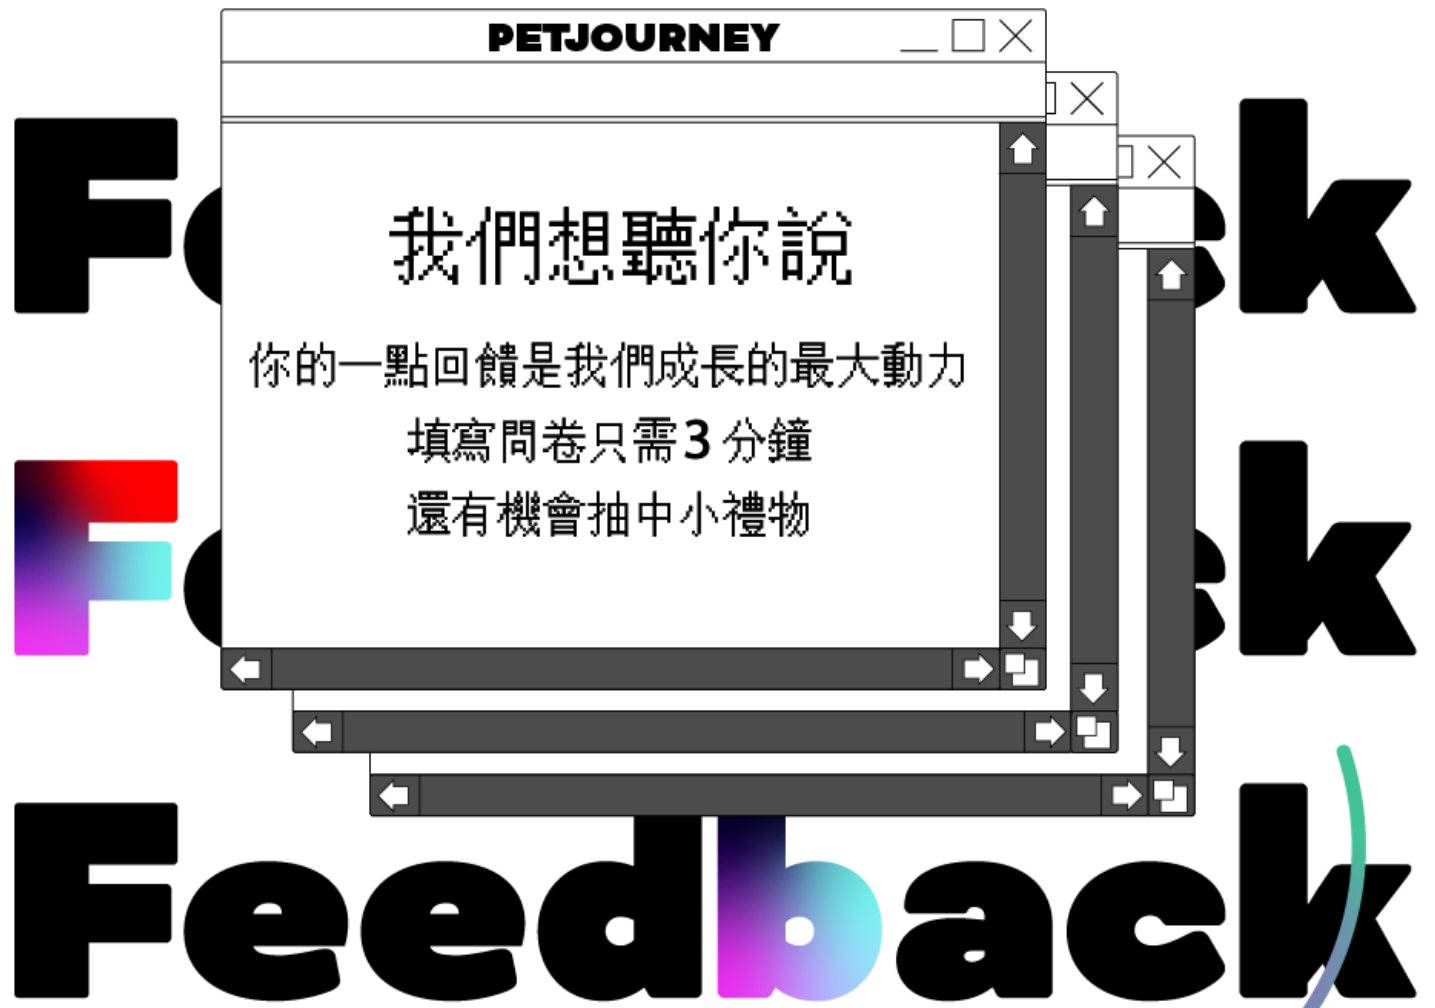 PETJOURNEY
我們想聽你說
你的一點回饋是我們成長的最大動力
填寫問卷只需3分鐘
還有機會抽中小禮物
Feedback